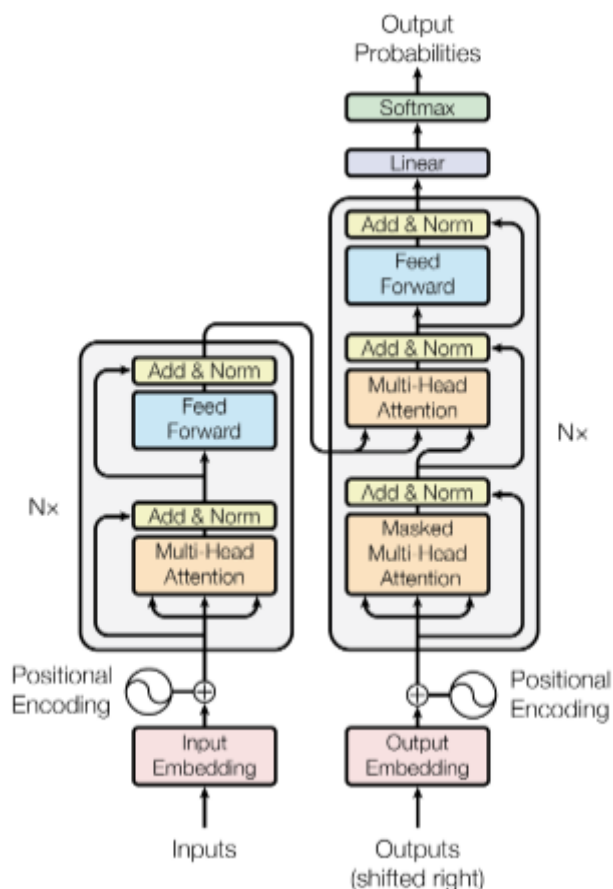 Output
Probabilities
Softmax
Linear
Add & Norm
Feed
Forward
Add & Norm
Multi-Head
Attention
Add & Norm
Masked
Multi-Head
Attention
Nx
Add & Norm
Feed
Forward
Add & Norm
Multi-Head
Attention
Nx
Positional
Encoding
Positional
Encoding
Input
Embedding
Output
Embedding
Inputs
Outputs
(shifted right)